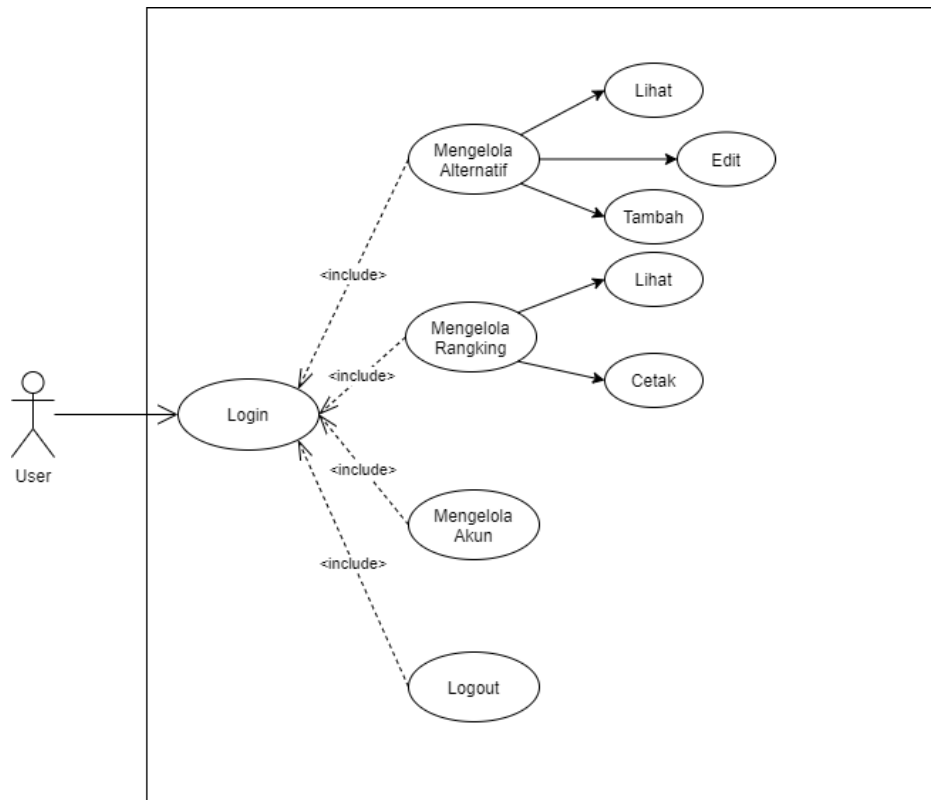 Lihat
Mengelola
Alternatif
Edit
Tambah
<include>
Lihat
Mengelola
Rangking
<include>
Cetak
Login
User
<include>
Mengelola
Akun
<include>
Logout